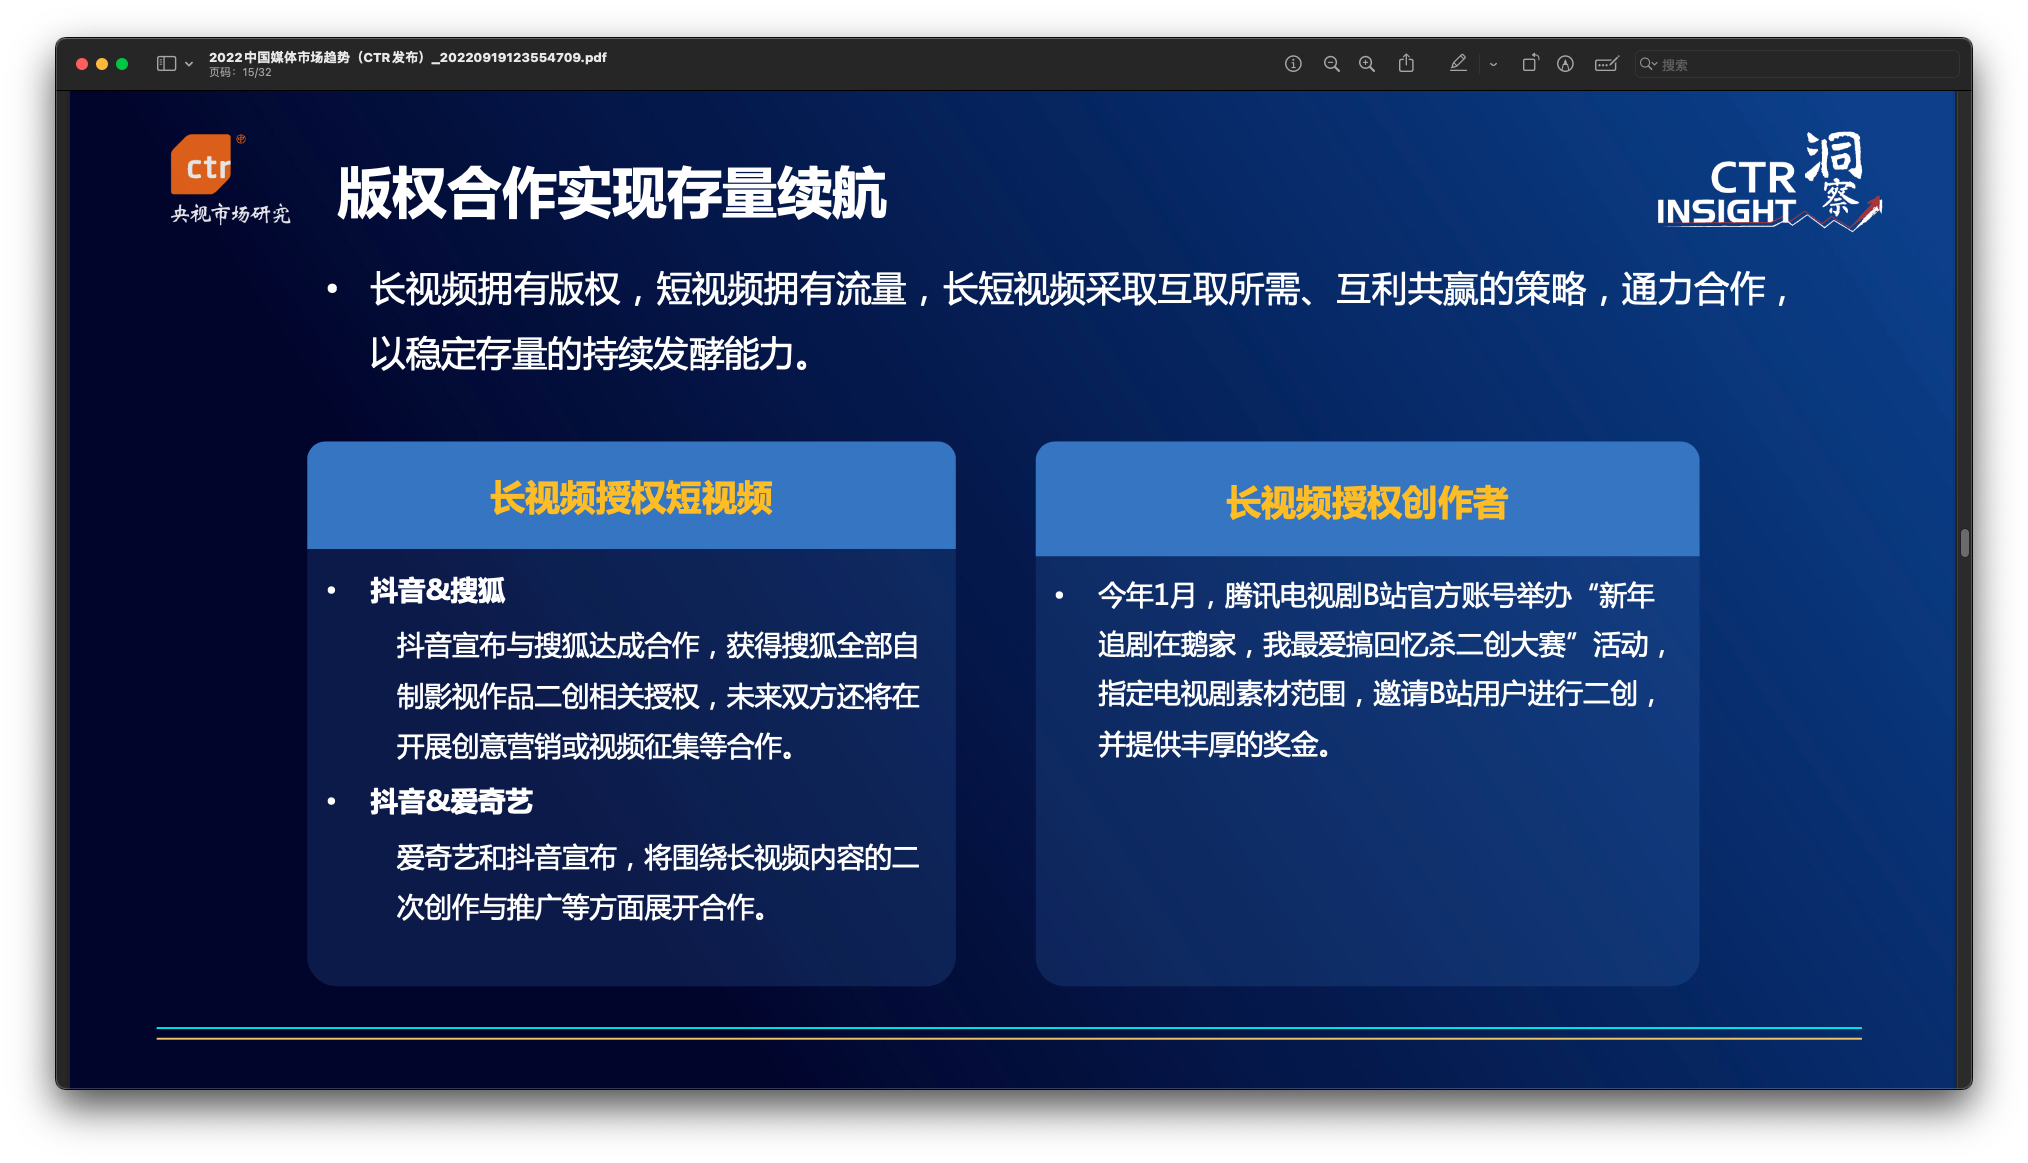 2022中国媒体市场趋势（CTR发布）_20220919123554709.pdf
页码：15/32
搜索
ctr
央视市场研究
版权合作实现存量续航
CTR 洞察
INSIGHT
• 长视频拥有版权，短视频拥有流量，长短视频采取互取所需、互利共赢的策略，通力合作，
以稳定存量的持续发酵能力。
长视频授权短视频
• 抖音&搜狐
抖音宣布与搜狐达成合作，获得搜狐全部自
制影视作品二创相关授权，未来双方还将在
开展创意营销或视频征集等合作。
• 抖音&爱奇艺
爱奇艺和抖音宣布，将围绕长视频内容的二
次创作与推广等方面展开合作。
长视频授权创作者
• 今年1月，腾讯电视剧B站官方账号举办“新年
追剧在鹅家，我最爱搞回忆杀二创大赛”活动，
指定电视剧素材范围，邀请B站用户进行二创，
并提供丰厚的奖金。